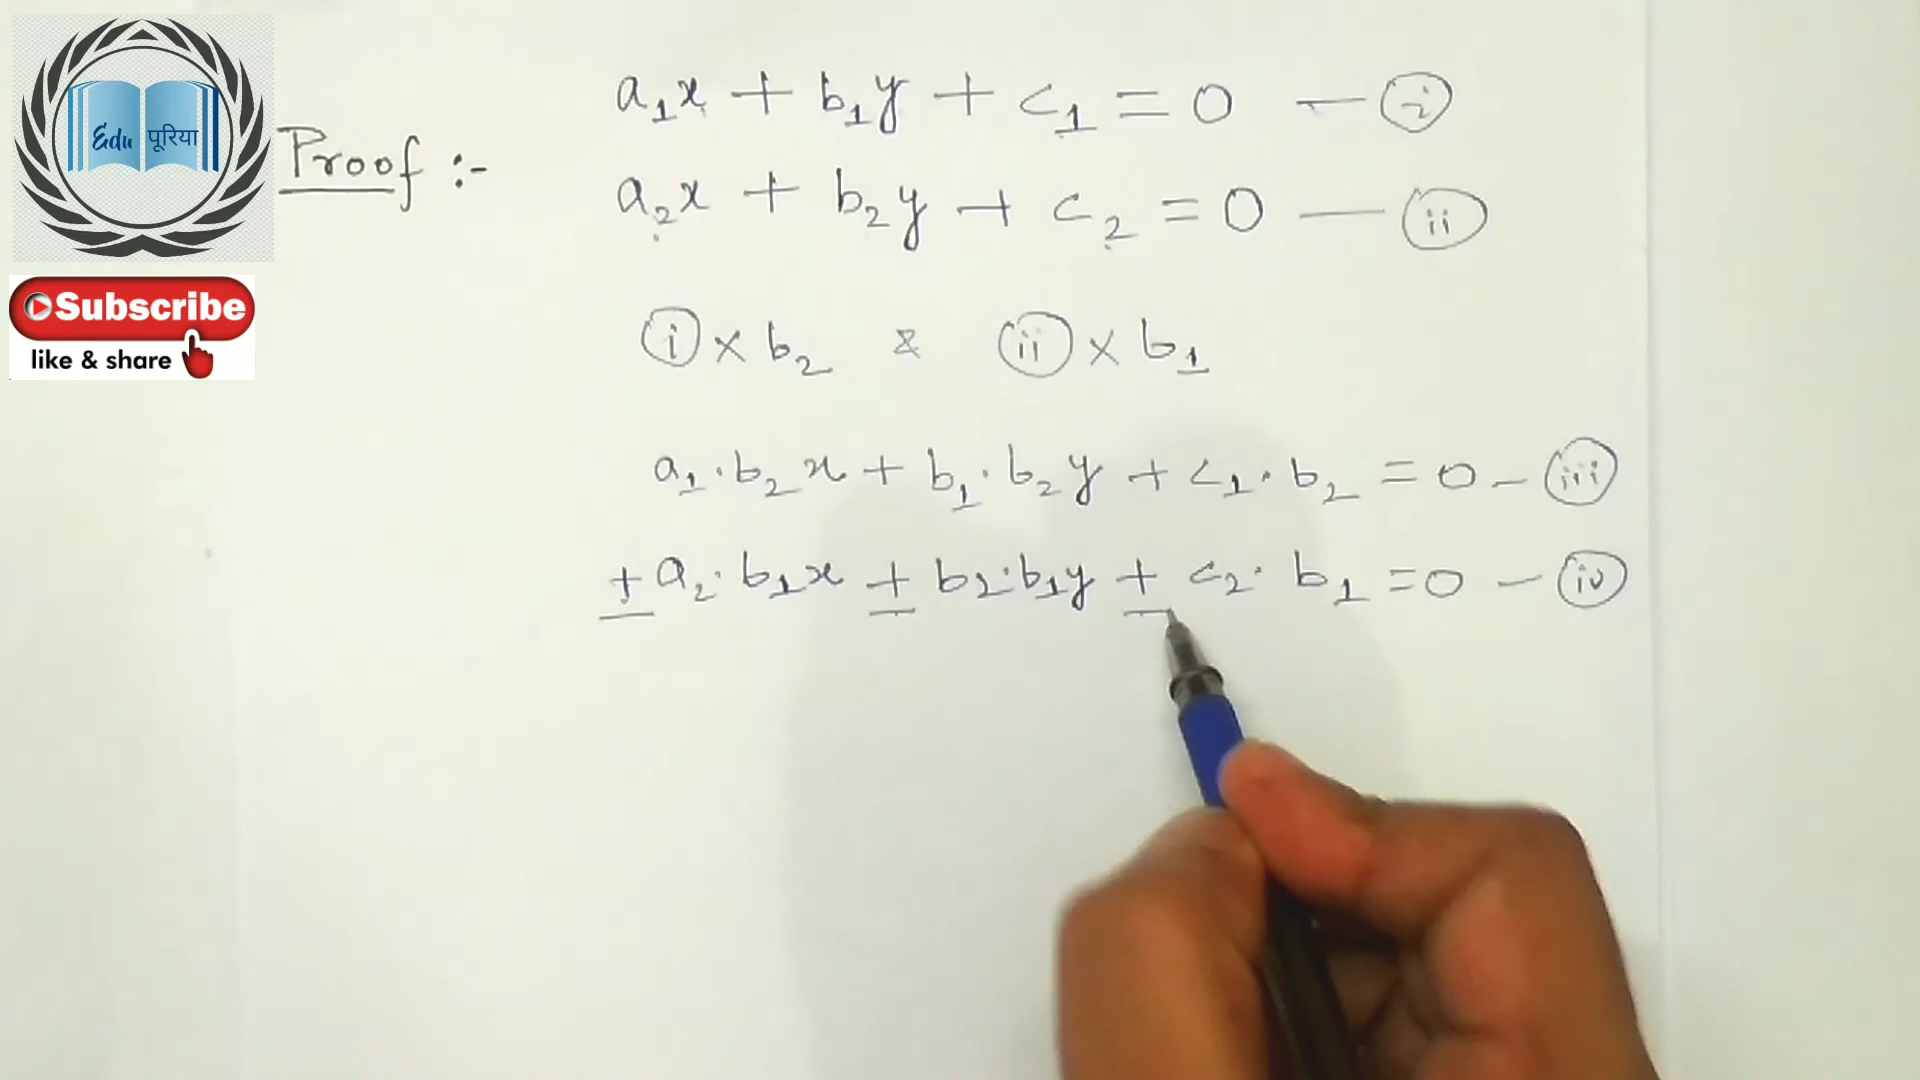 Edu पूरिया
Subscribe
like & share
Proof :-
a₁x + b₁y + c₁ = 0 — (i)
a₂x + b₂y + c₂ = 0 — (ii)
(i) × b₂ & (ii) × b₁
a₁·b₂x + b₁·b₂y + c₁·b₂ = 0 — (iii)
+ a₂·b₁x + b₂·b₁y + c₂·b₁ = 0 — (iv)